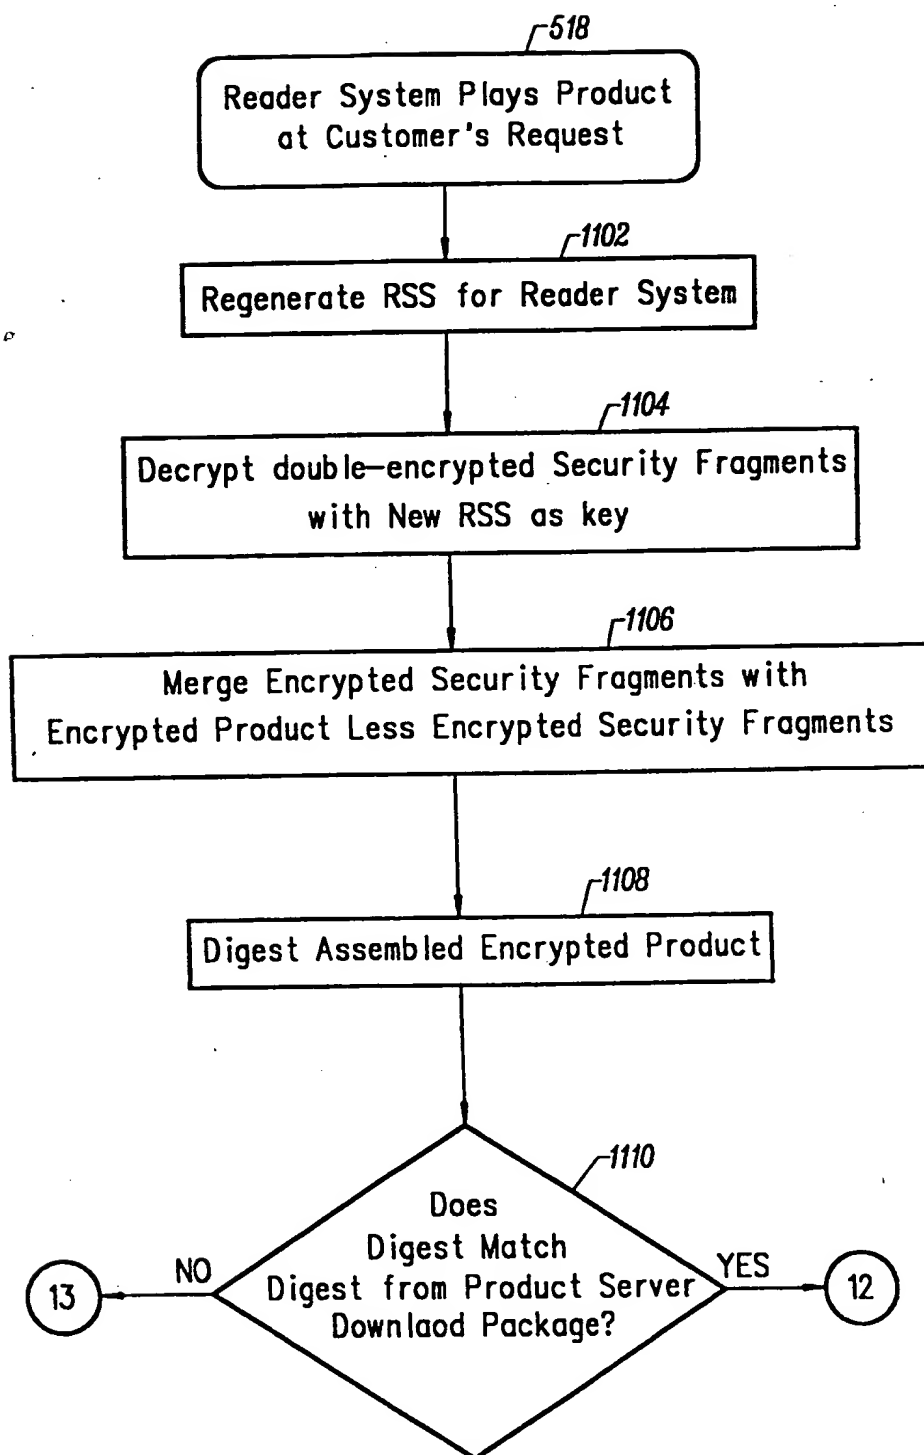 518
Reader System Plays Product
at Customer's Request
1102
Regenerate RSS for Reader System
1104
Decrypt double-encrypted Security Fragments
with New RSS as key
1106
Merge Encrypted Security Fragments with
Encrypted Product Less Encrypted Security Fragments
1108
Digest Assembled Encrypted Product
1110
Does
Digest Match
Digest from Product Server
Downlaod Package?
NO
YES
13
12